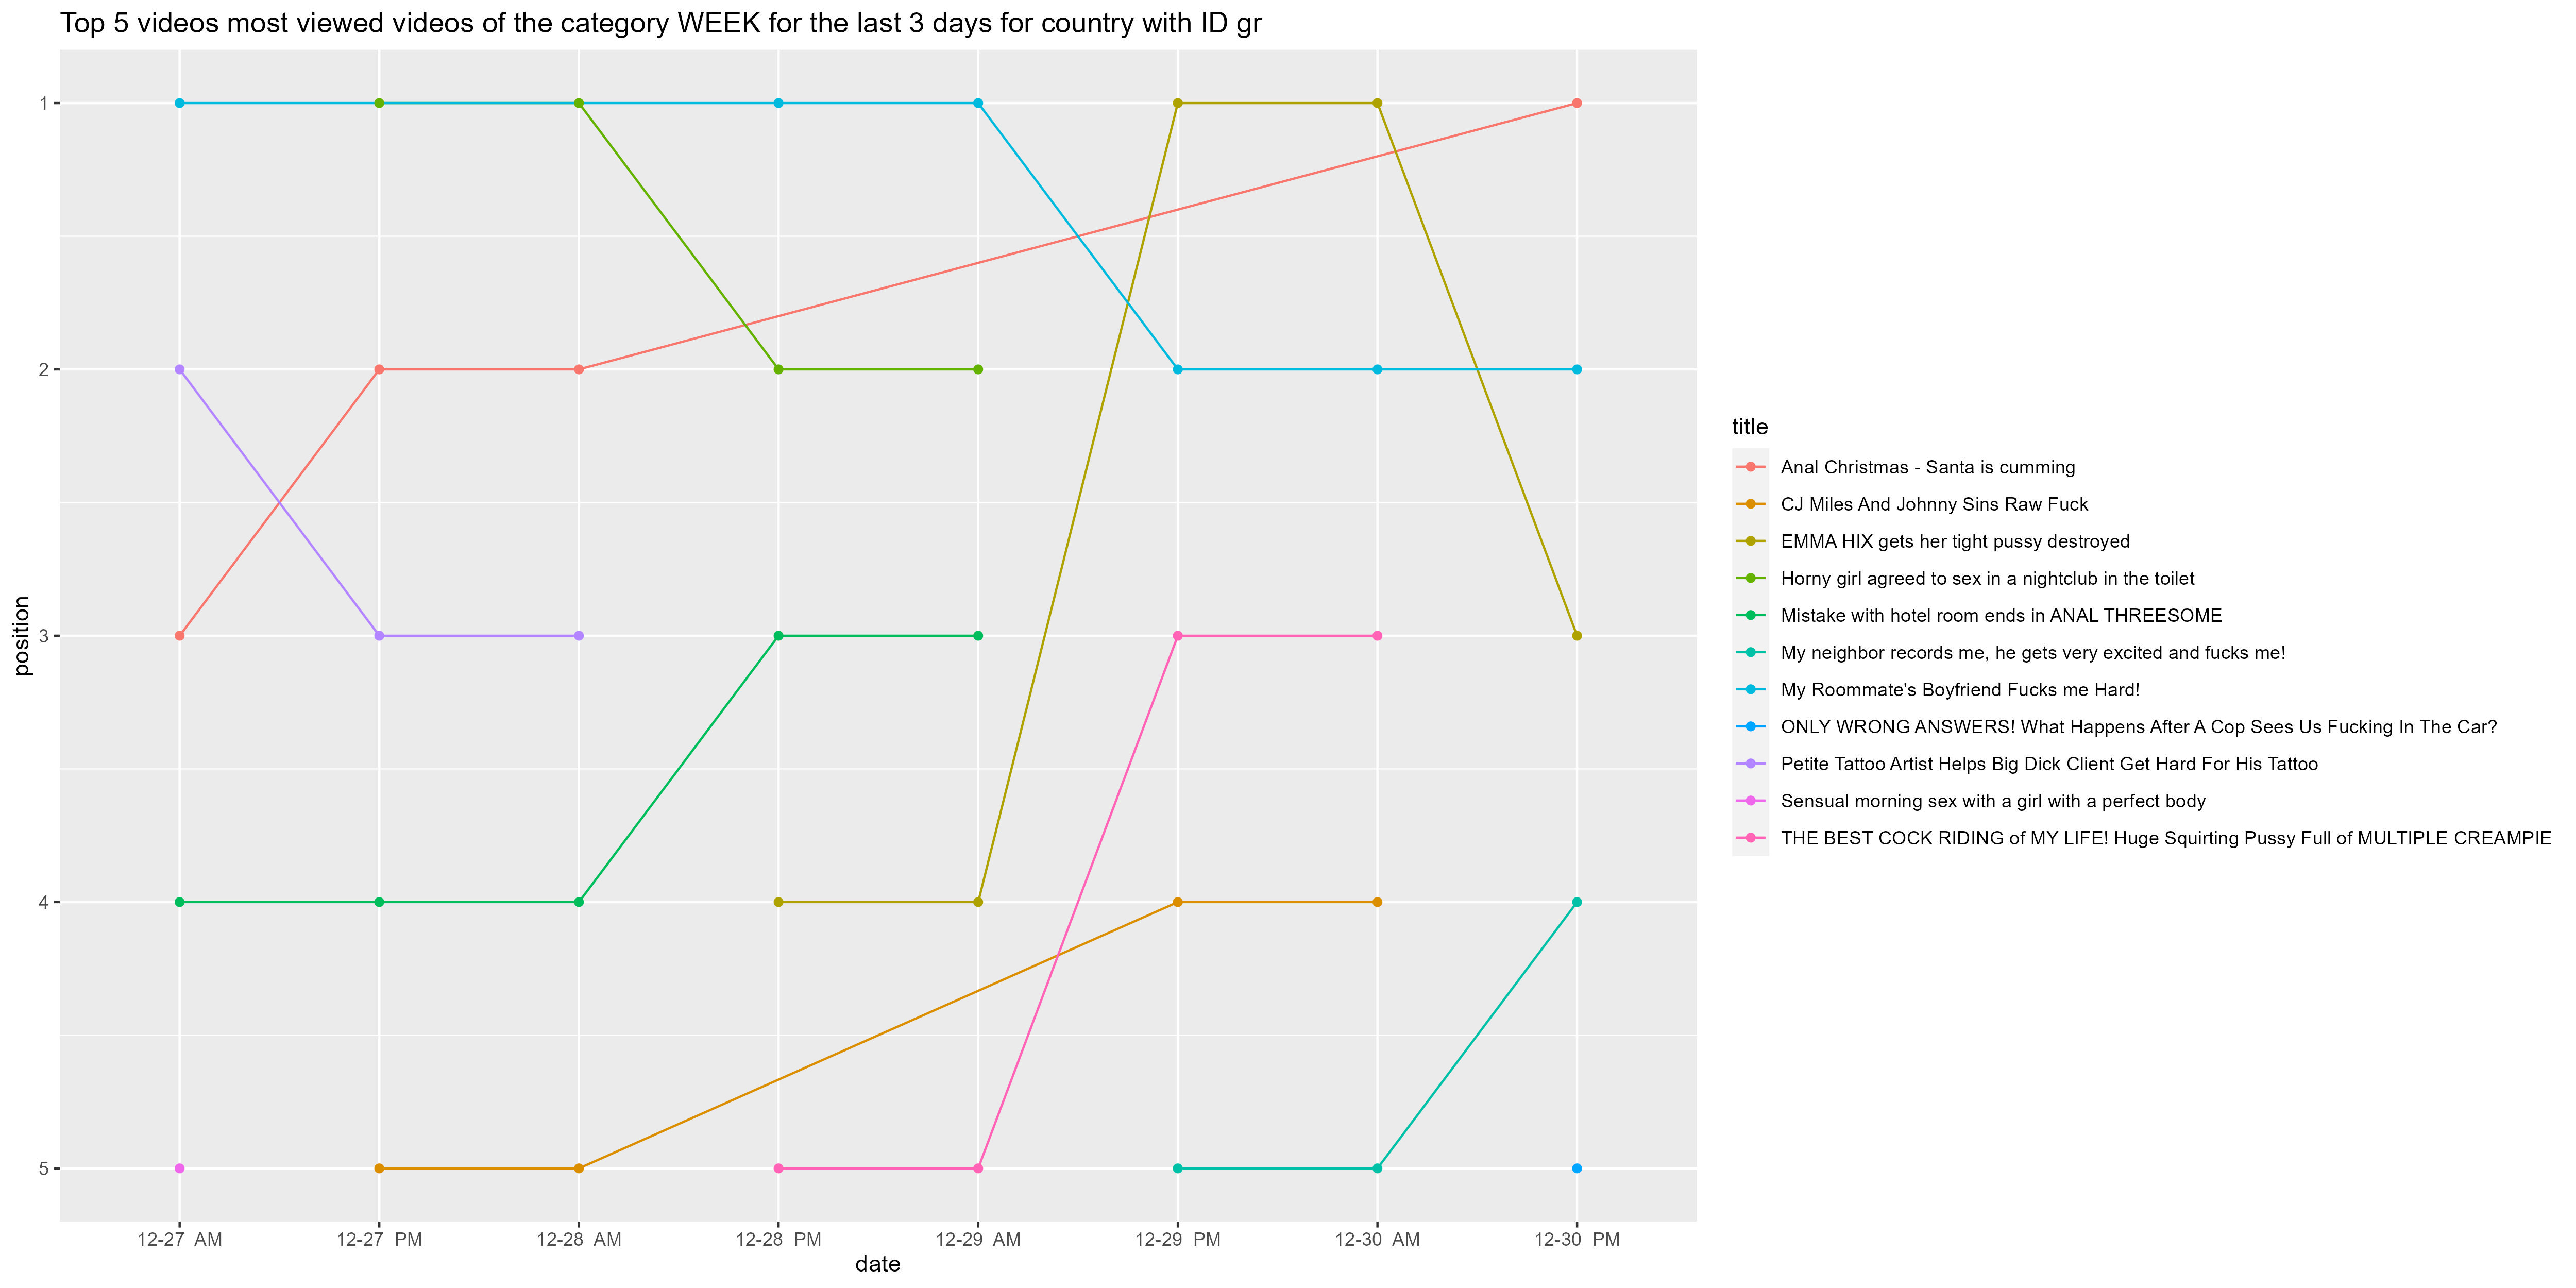 Top 5 videos most viewed videos of the category WEEK for the last 3 days for country with ID gr
1
2
3
4
5
position
12-27 AM
12-27 PM
12-28 AM
12-28 PM
12-29 AM
12-29 PM
12-30 AM
12-30 PM
date
title
Anal Christmas - Santa is cumming
CJ Miles And Johnny Sins Raw Fuck
EMMA HIX gets her tight pussy destroyed
Horny girl agreed to sex in a nightclub in the toilet
Mistake with hotel room ends in ANAL THREESOME
My neighbor records me, he gets very excited and fucks me!
My Roommate's Boyfriend Fucks me Hard!
ONLY WRONG ANSWERS! What Happens After A Cop Sees Us Fucking In The Car?
Petite Tattoo Artist Helps Big Dick Client Get Hard For His Tattoo
Sensual morning sex with a girl with a perfect body
THE BEST COCK RIDING of MY LIFE! Huge Squirting Pussy Full of MULTIPLE CREAMPIE